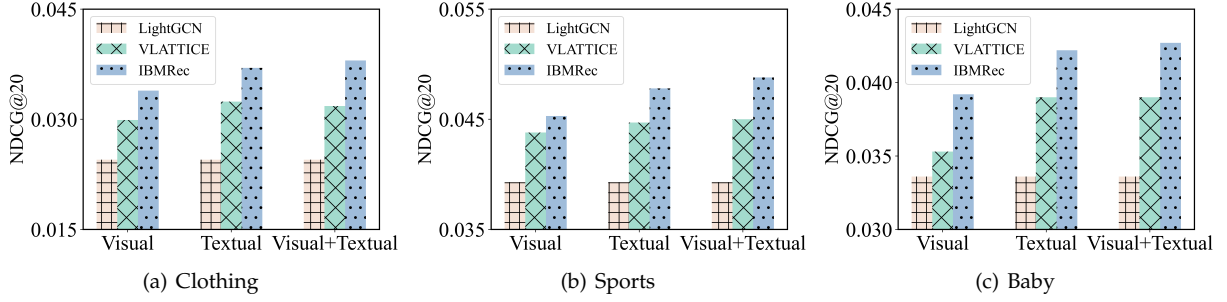 0.045
0.030
0.015
NDCG@20
LightGCN
VLATTICE
IBMRec
Visual Textual Visual+Textual
(a) Clothing
0.055
0.045
0.035
NDCG@20
LightGCN
VLATTICE
IBMRec
Visual Textual Visual+Textual
(b) Sports
0.045
0.040
0.035
0.030
NDCG@20
LightGCN
VLATTICE
IBMRec
Visual Textual Visual+Textual
(c) Baby